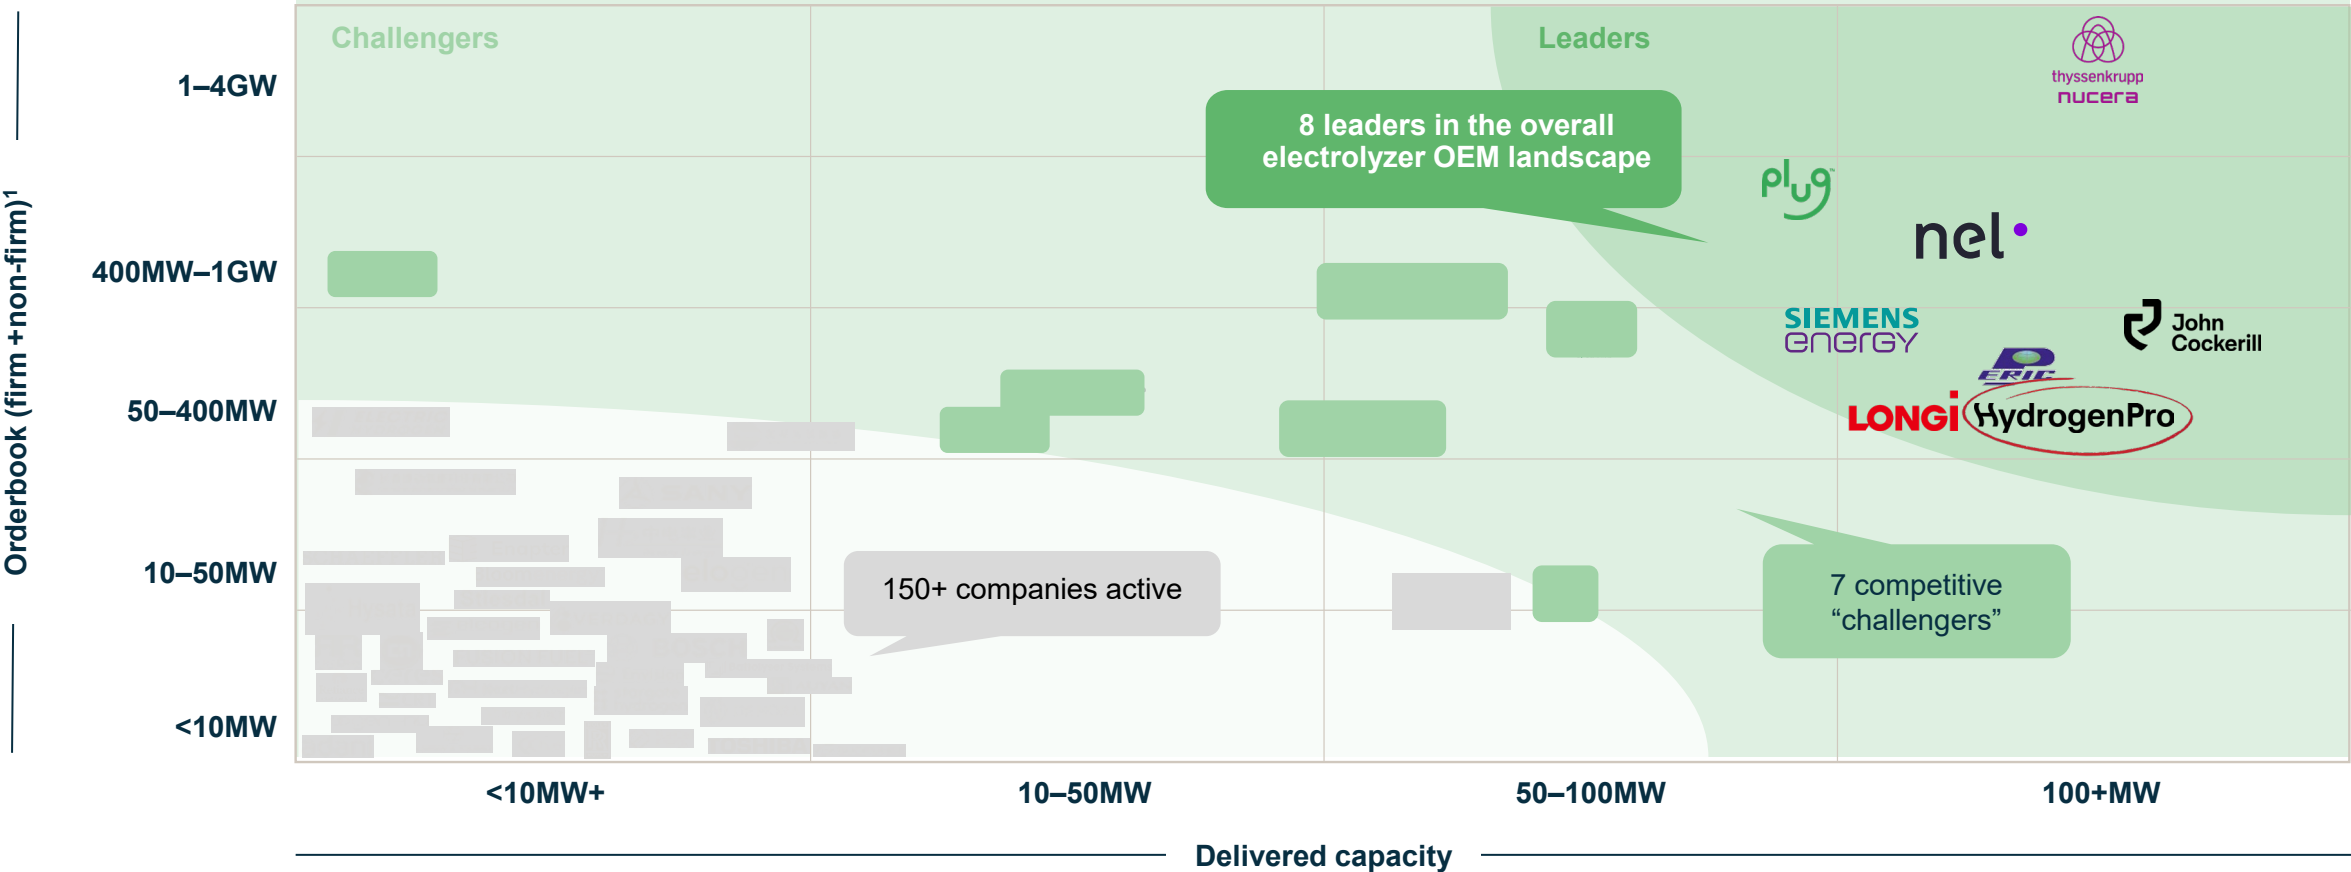 Challengers
Leaders
thyssenkrupp
nucera
1–4GW
8 leaders in the overall
electrolyzer OEM landscape
plug
nel
Orderbook (firm +non-firm)1
400MW–1GW
SIEMENS
energy
John
Cockerill
PERIC
50–400MW
LONGi
HydrogenPro
10–50MW
150+ companies active
7 competitive
“challengers”
<10MW
<10MW+
10–50MW
50–100MW
100+MW
Delivered capacity